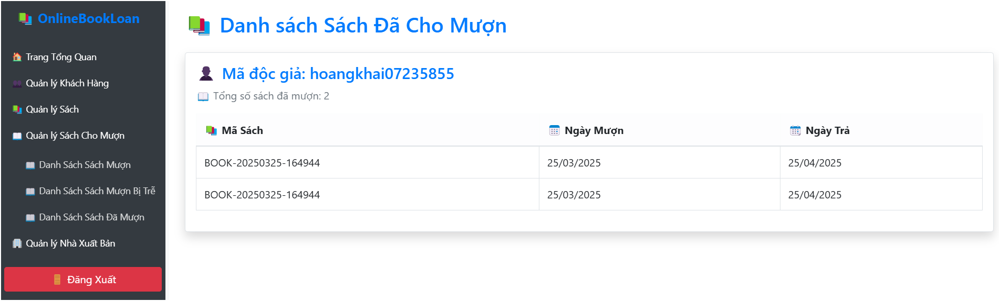 OnlineBookLoan
Trang Tổng Quan
Quản lý Khách Hàng
Quản lý Sách
Quản lý Sách Cho Mượn
Danh Sách Sách Mượn
Danh Sách Sách Mượn Bị Trễ
Danh Sách Sách Đã Mượn
Quản lý Nhà Xuất Bản
Đăng Xuất
Danh sách Sách Đã Cho Mượn
Mã độc giả: hoangkhai07235855
Tổng số sách đã mượn: 2
Mã Sách Ngày Mượn Ngày Trả
BOOK-20250325-164944 25/03/2025 25/04/2025
BOOK-20250325-164944 25/03/2025 25/04/2025